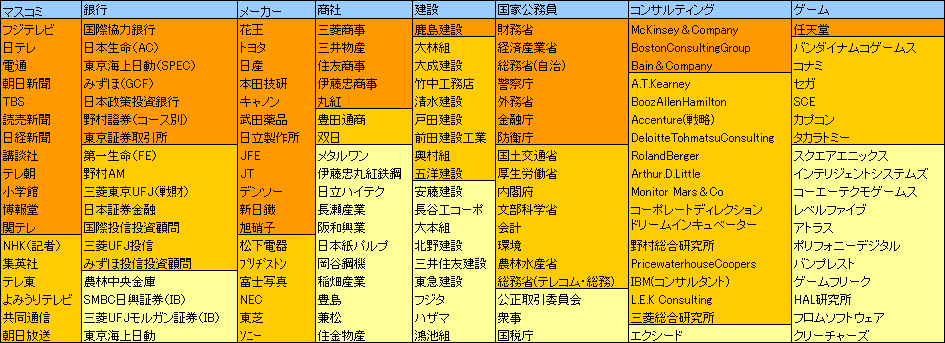 マスコミ 銀行 メーカー 商社 建設 国家公務員 コンサルティング ゲーム
フジテレビ 国際協力銀行 花王 三菱商事 鹿島建設 財務省 McKinsey＆Company 任天堂
日テレ 日本生命(AC) トヨタ 三井物産 大林組 経済産業省 BostonConsultingGroup バンダイナムコゲームス
電通 東京海上日動(SPEC) 日産 住友商事 大成建設 総務省(自治) Bain＆Company コナミ
朝日新聞 みずほ(GCF) 本田技研 伊藤忠商事 竹中工務店 警察庁 A.T.Kearney セガ
TBS 日本政策投資銀行 キャノン 丸紅 清水建設 外務省 BoozAllenHamilton SCE
読売新聞 野村證券(コース別) 武田薬品 豊田通商 戸田建設 金融庁 Accenture(戦略) カプコン
日経新聞 東京証券取引所 日立製作所 双日 前田建設工業 防衛庁 DeloitteTohmatsuConsulting タカラトミー
講談社 第一生命(FE) JFE メタルワン 奥村組 国土交通省 RolandBerger スクエアエニックス
テレ朝 野村AM JT 伊藤忠丸紅鉄鋼 五洋建設 厚生労働省 Arthur.D.Little インテリジェントシステムズ
小学館 三菱東京UFJ(戦財オ) デンソー 日立ハイテク 安藤建設 内閣府 Monitor Mars＆Co コーエーテクモゲームス
博報堂 日本証券金融 新日鐵 長瀬産業 長谷工コーポ 文部科学省 コーポレートディレクション レベルファイブ
関テレ 国際投信投資顧問 旭硝子 阪和興業 大本組 会計 ドリームインキュベーター アトラス
NHK(記者) 三菱UFJ投信 松下電器 日本紙パルプ 北野建設 環境 野村総合研究所 ポリフォニーデジタル
集英社 みずほ投信投資顧問 ブリヂストン 岡谷鋼機 三井住友建設 農林水産省 PricewaterhouseCoopers バンプレスト
テレ東 農林中央金庫 富士写真 稲畑産業 東急建設 総務省(テレコム・総務) IBM(コンサルタント) ゲームフリーク
よみうりテレビ SMBC日興証券(IB) NEC 豊島 フジタ 公正取引委員会 L.E.K Consulting HAL研究所
共同通信 三菱UFJモルガン証券(IB) 東芝 兼松 ハザマ 衆事 三菱総合研究所 フロムソフトウェア
朝日放送 東京海上日動 ソニー 住金物産 鴻池組 国税庁 エクシード クリーチャーズ